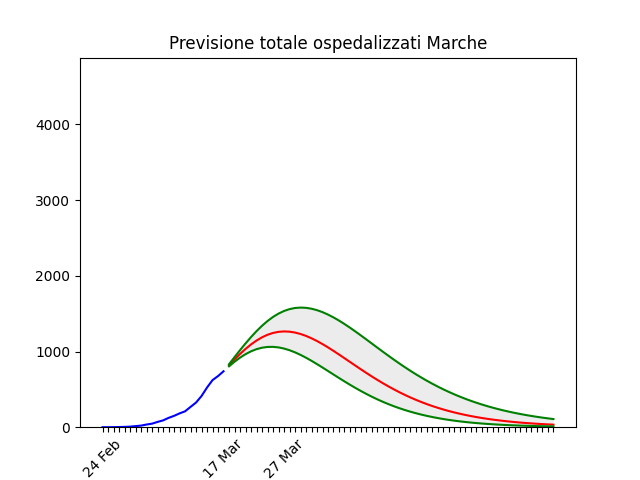 Previsione totale ospedalizzati Marche
4000
3000
2000
1000
0
24 Feb
17 Mar
27 Mar